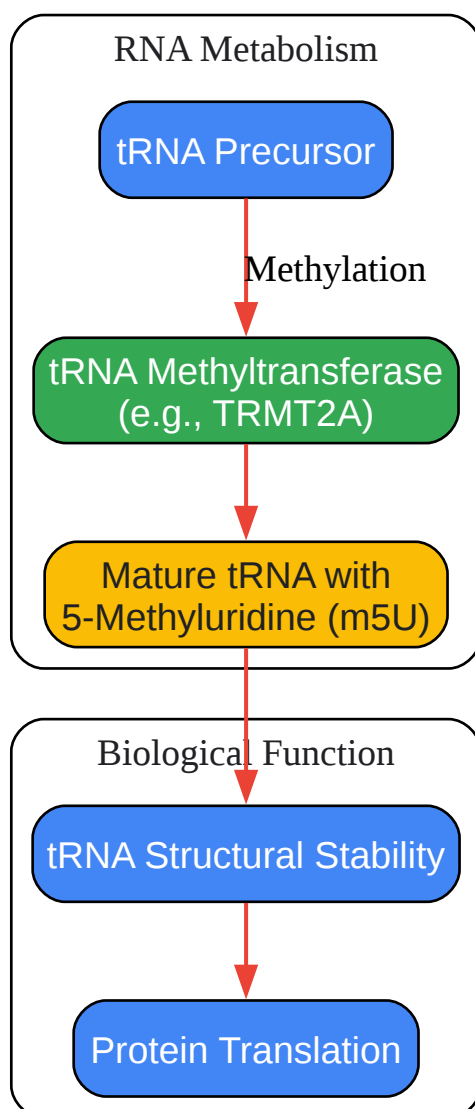 RNA Metabolism
tRNA Precursor
Methylation
tRNA Methyltransferase
(e.g., TRMT2A)
Mature tRNA with
5-Methyluridine (m5U)
Biological Function
tRNA Structural Stability
Protein Translation